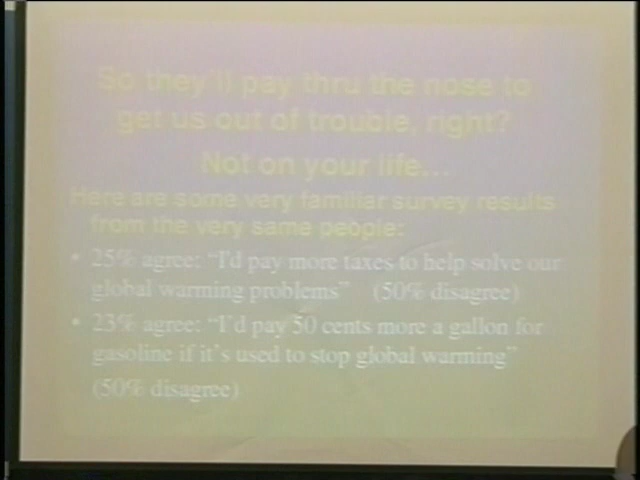 So they'll pay thru the nose to
get us out of trouble, right?
Not on your life...
Here are some very familiar survey results
from the very same people:
• 25% agree: "I'd pay more taxes to help solve our
global warming problems" (50% disagree)
• 23% agree: "I'd pay 50 cents more a gallon for
gasoline if it's used to stop global warming"
(50% disagree)